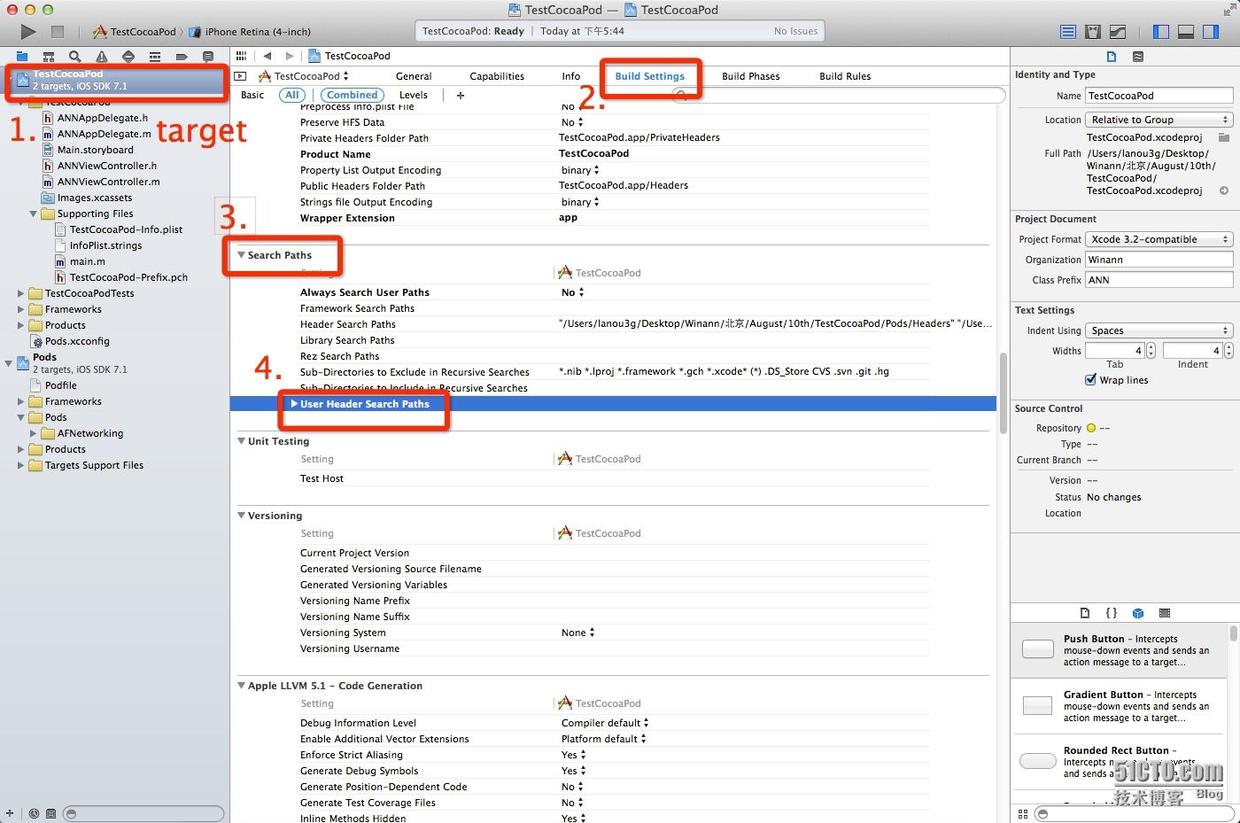 TestCocoaPod — TestCocoaPod
TestCocoaPod 〉 iPhone Retina (4-inch)
TestCocoaPod: Ready | Today at 下午5:44
No Issues
TestCocoaPod
2 targets, iOS SDK 7.1
TestCocoaPod
ANNAppDelegate.h
ANNAppDelegate.m
Main.storyboard
ANNViewController.h
ANNViewController.m
Images.xcassets
Supporting Files
TestCocoaPod-Info.plist
InfoPlist.strings
main.m
TestCocoaPod-Prefix.pch
TestCocoaPodTests
Frameworks
Products
Pods.xcconfig
Pods
2 targets, iOS SDK 7.1
Podfile
Frameworks
Pods
AFNetworking
Products
Targets Support Files
1. target
2.
3.
4.
TestCocoaPod
TestCocoaPod General Capabilities Info Build Settings Build Phases Build Rules
Basic All Combined Levels +
Preprocess Info.plist File No
Preserve HFS Data No
Private Headers Folder Path TestCocoaPod.app/PrivateHeaders
Product Name TestCocoaPod
Property List Output Encoding binary
Public Headers Folder Path TestCocoaPod.app/Headers
Strings file Output Encoding binary
Wrapper Extension app
Search Paths
TestCocoaPod
Always Search User Paths No
Framework Search Paths
Header Search Paths "/Users/lanou3g/Desktop/Winann/北京/August/10th/TestCocoaPod/Pods/Headers" "/Use...
Library Search Paths
Rez Search Paths
Sub-Directories to Exclude in Recursive Searches *.nib *.lproj *.framework *.gch *.xcode* (*) .DS_Store CVS .svn .git .hg
Sub-Directories to Include in Recursive Searches
User Header Search Paths
Unit Testing
Setting TestCocoaPod
Test Host
Versioning
Setting TestCocoaPod
Current Project Version
Generated Versioning Source Filename
Generated Versioning Variables
Versioning Name Prefix
Versioning Name Suffix
Versioning System None
Versioning Username
Apple LLVM 5.1 - Code Generation
Setting TestCocoaPod
Debug Information Level Compiler default
Enable Additional Vector Extensions Platform default
Enforce Strict Aliasing Yes
Generate Debug Symbols Yes
Generate Position-Dependent Code No
Generate Test Coverage Files No
Inline Methods Hidden Yes
Identity and Type
Name TestCocoaPod
Location Relative to Group
TestCocoaPod.xcodeproj
Full Path /Users/lanou3g/Desktop/
Winann/北京/August/10th/
TestCocoaPod/
TestCocoaPod.xcodeproj
Project Document
Project Format Xcode 3.2-compatible
Organization Winann
Class Prefix ANN
Text Settings
Indent Using Spaces
Widths 4 4
Tab Indent
Wrap lines
Source Control
Repository --
Type --
Current Branch --
Version --
Status No changes
Location
{ }
Push Button - Intercepts
mouse-down events and sends an
action message to a target...
Gradient Button - Intercepts
mouse-down events and sends an
action message to a target...
Rounded Rect Button -
Intercepts
and sends an
51CTO.com
技术博客 Blog